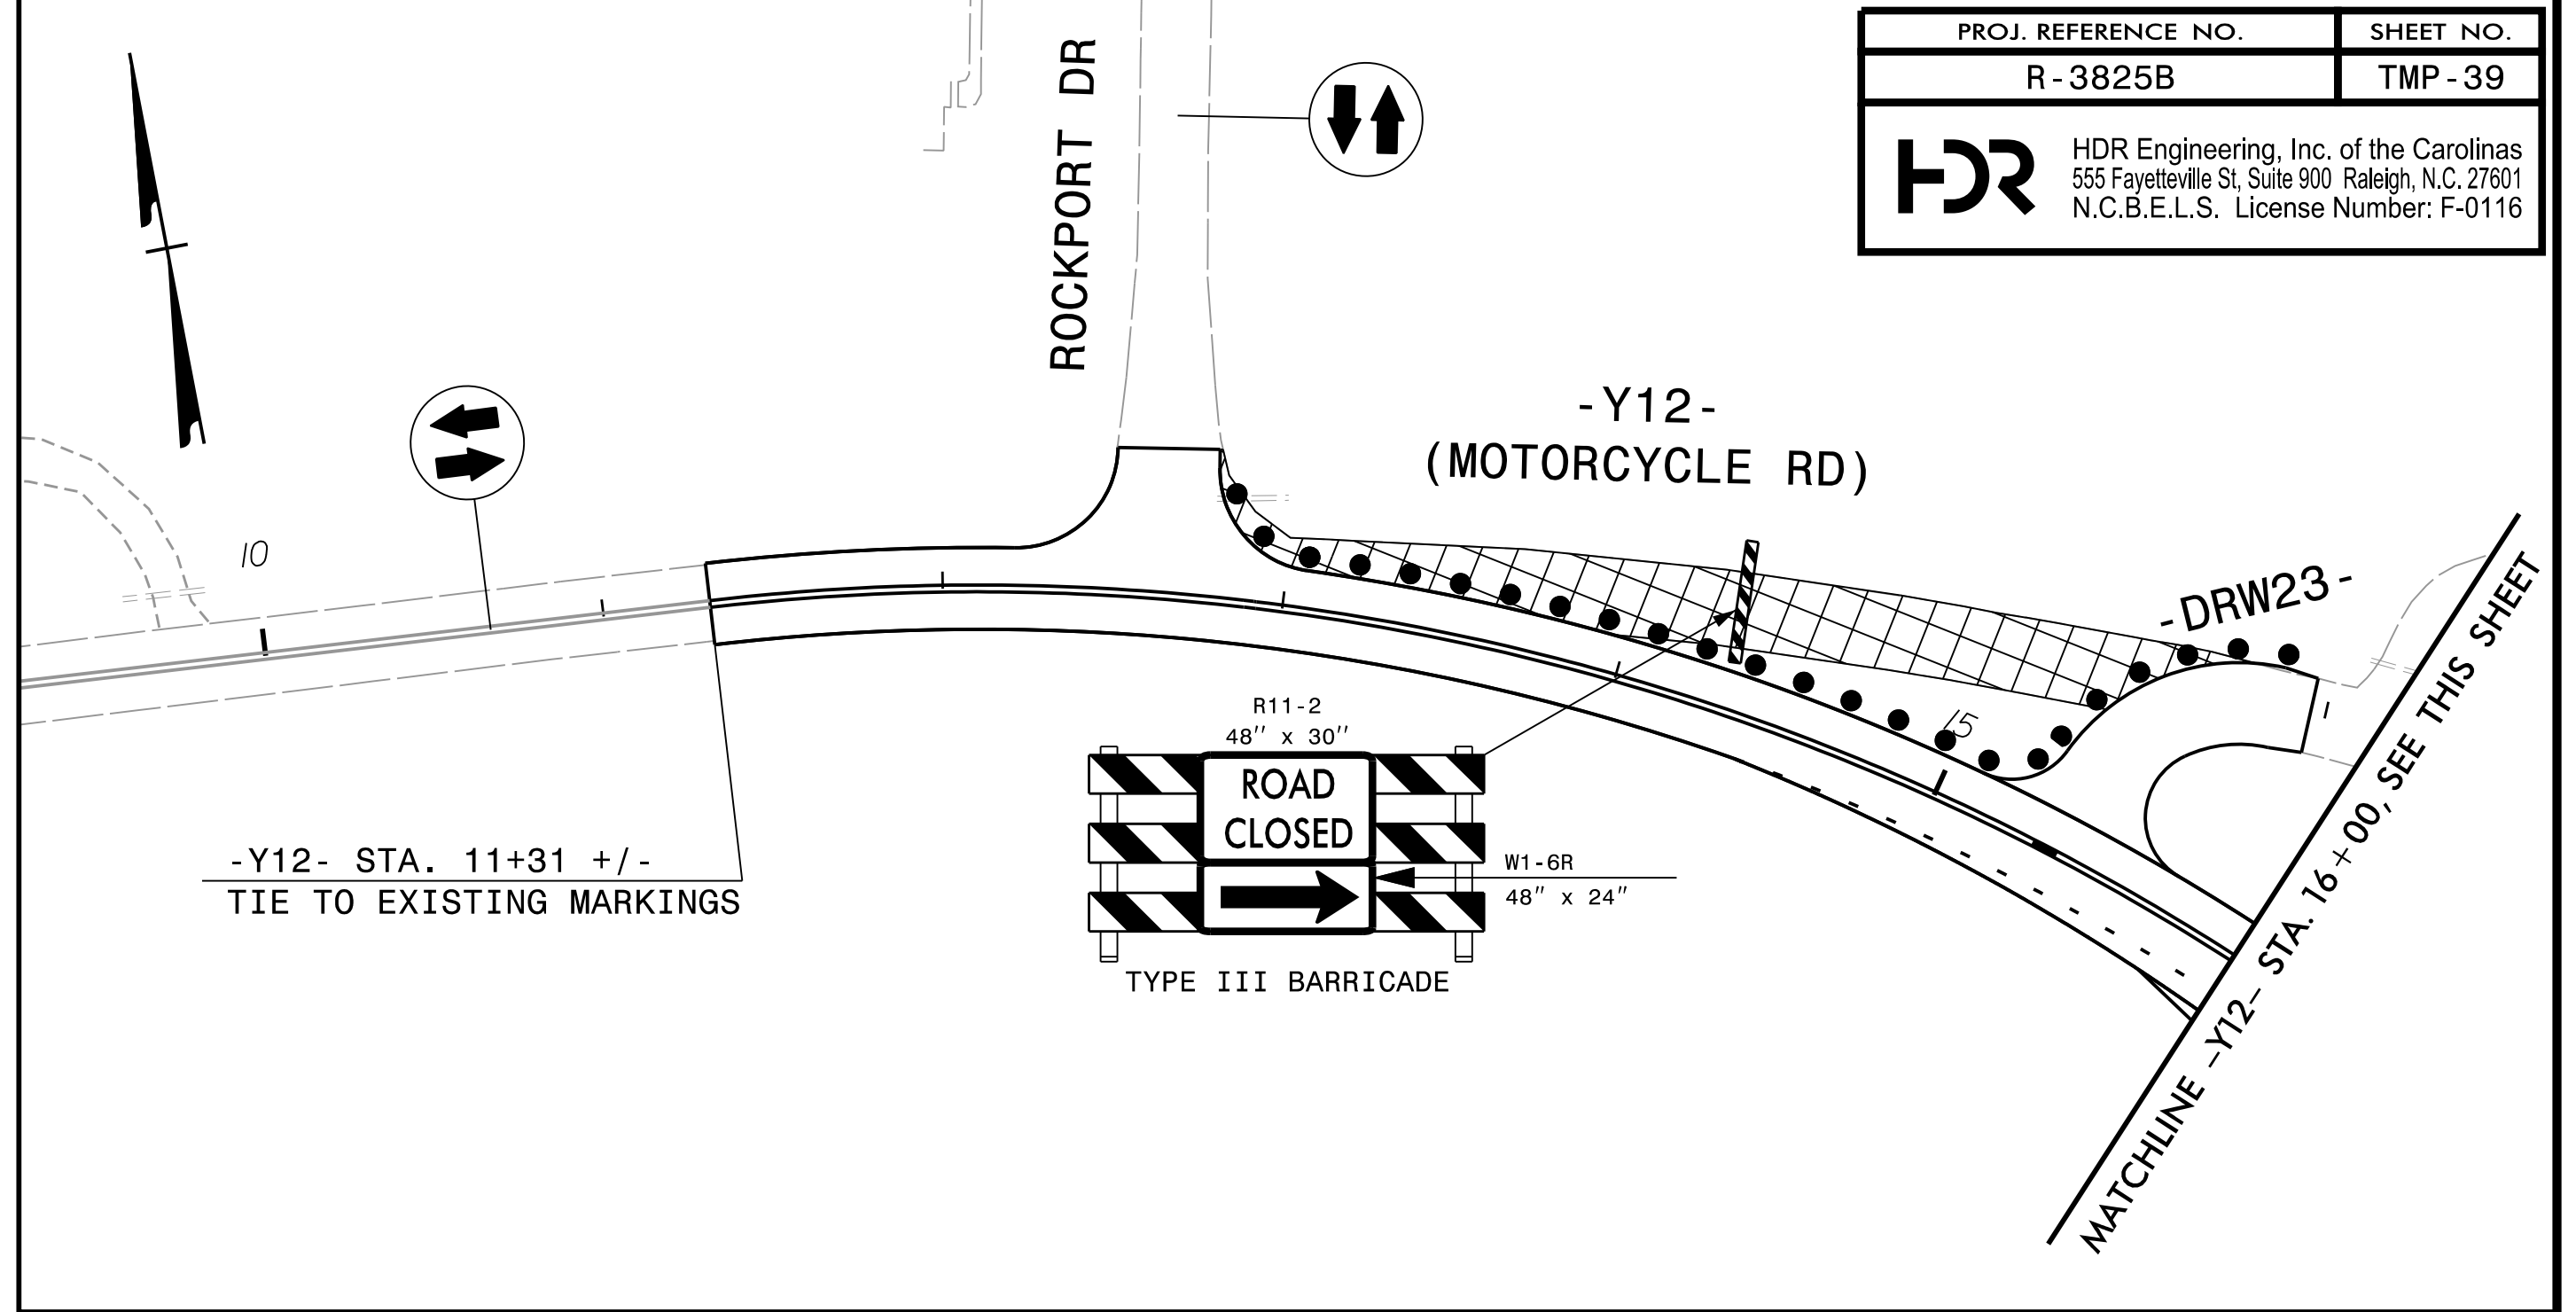 PROJ. REFERENCE NO.
SHEET NO.
R-3825B
TMP-39
HDR
HDR Engineering, Inc. of the Carolinas
555 Fayetteville St, Suite 900 Raleigh, N.C. 27601
N.C.B.E.L.S. License Number: F-0116
ROCKPORT DR
-Y12-
(MOTORCYCLE RD)
10
-DRW23-
15
R11-2
48" x 30"
ROAD
CLOSED
W1-6R
48" x 24"
TYPE III BARRICADE
-Y12- STA. 11+31 +/-
TIE TO EXISTING MARKINGS
MATCHLINE -Y12- STA. 16+00, SEE THIS SHEET